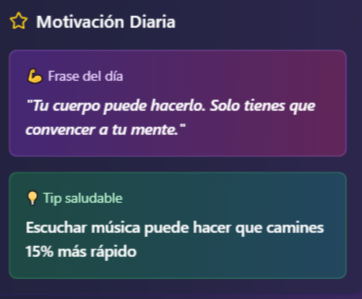 Motivación Diaria
💪 Frase del día
"Tu cuerpo puede hacerlo. Solo tienes que
convencer a tu mente."
💡 Tip saludable
Escuchar música puede hacer que camines
15% más rápido